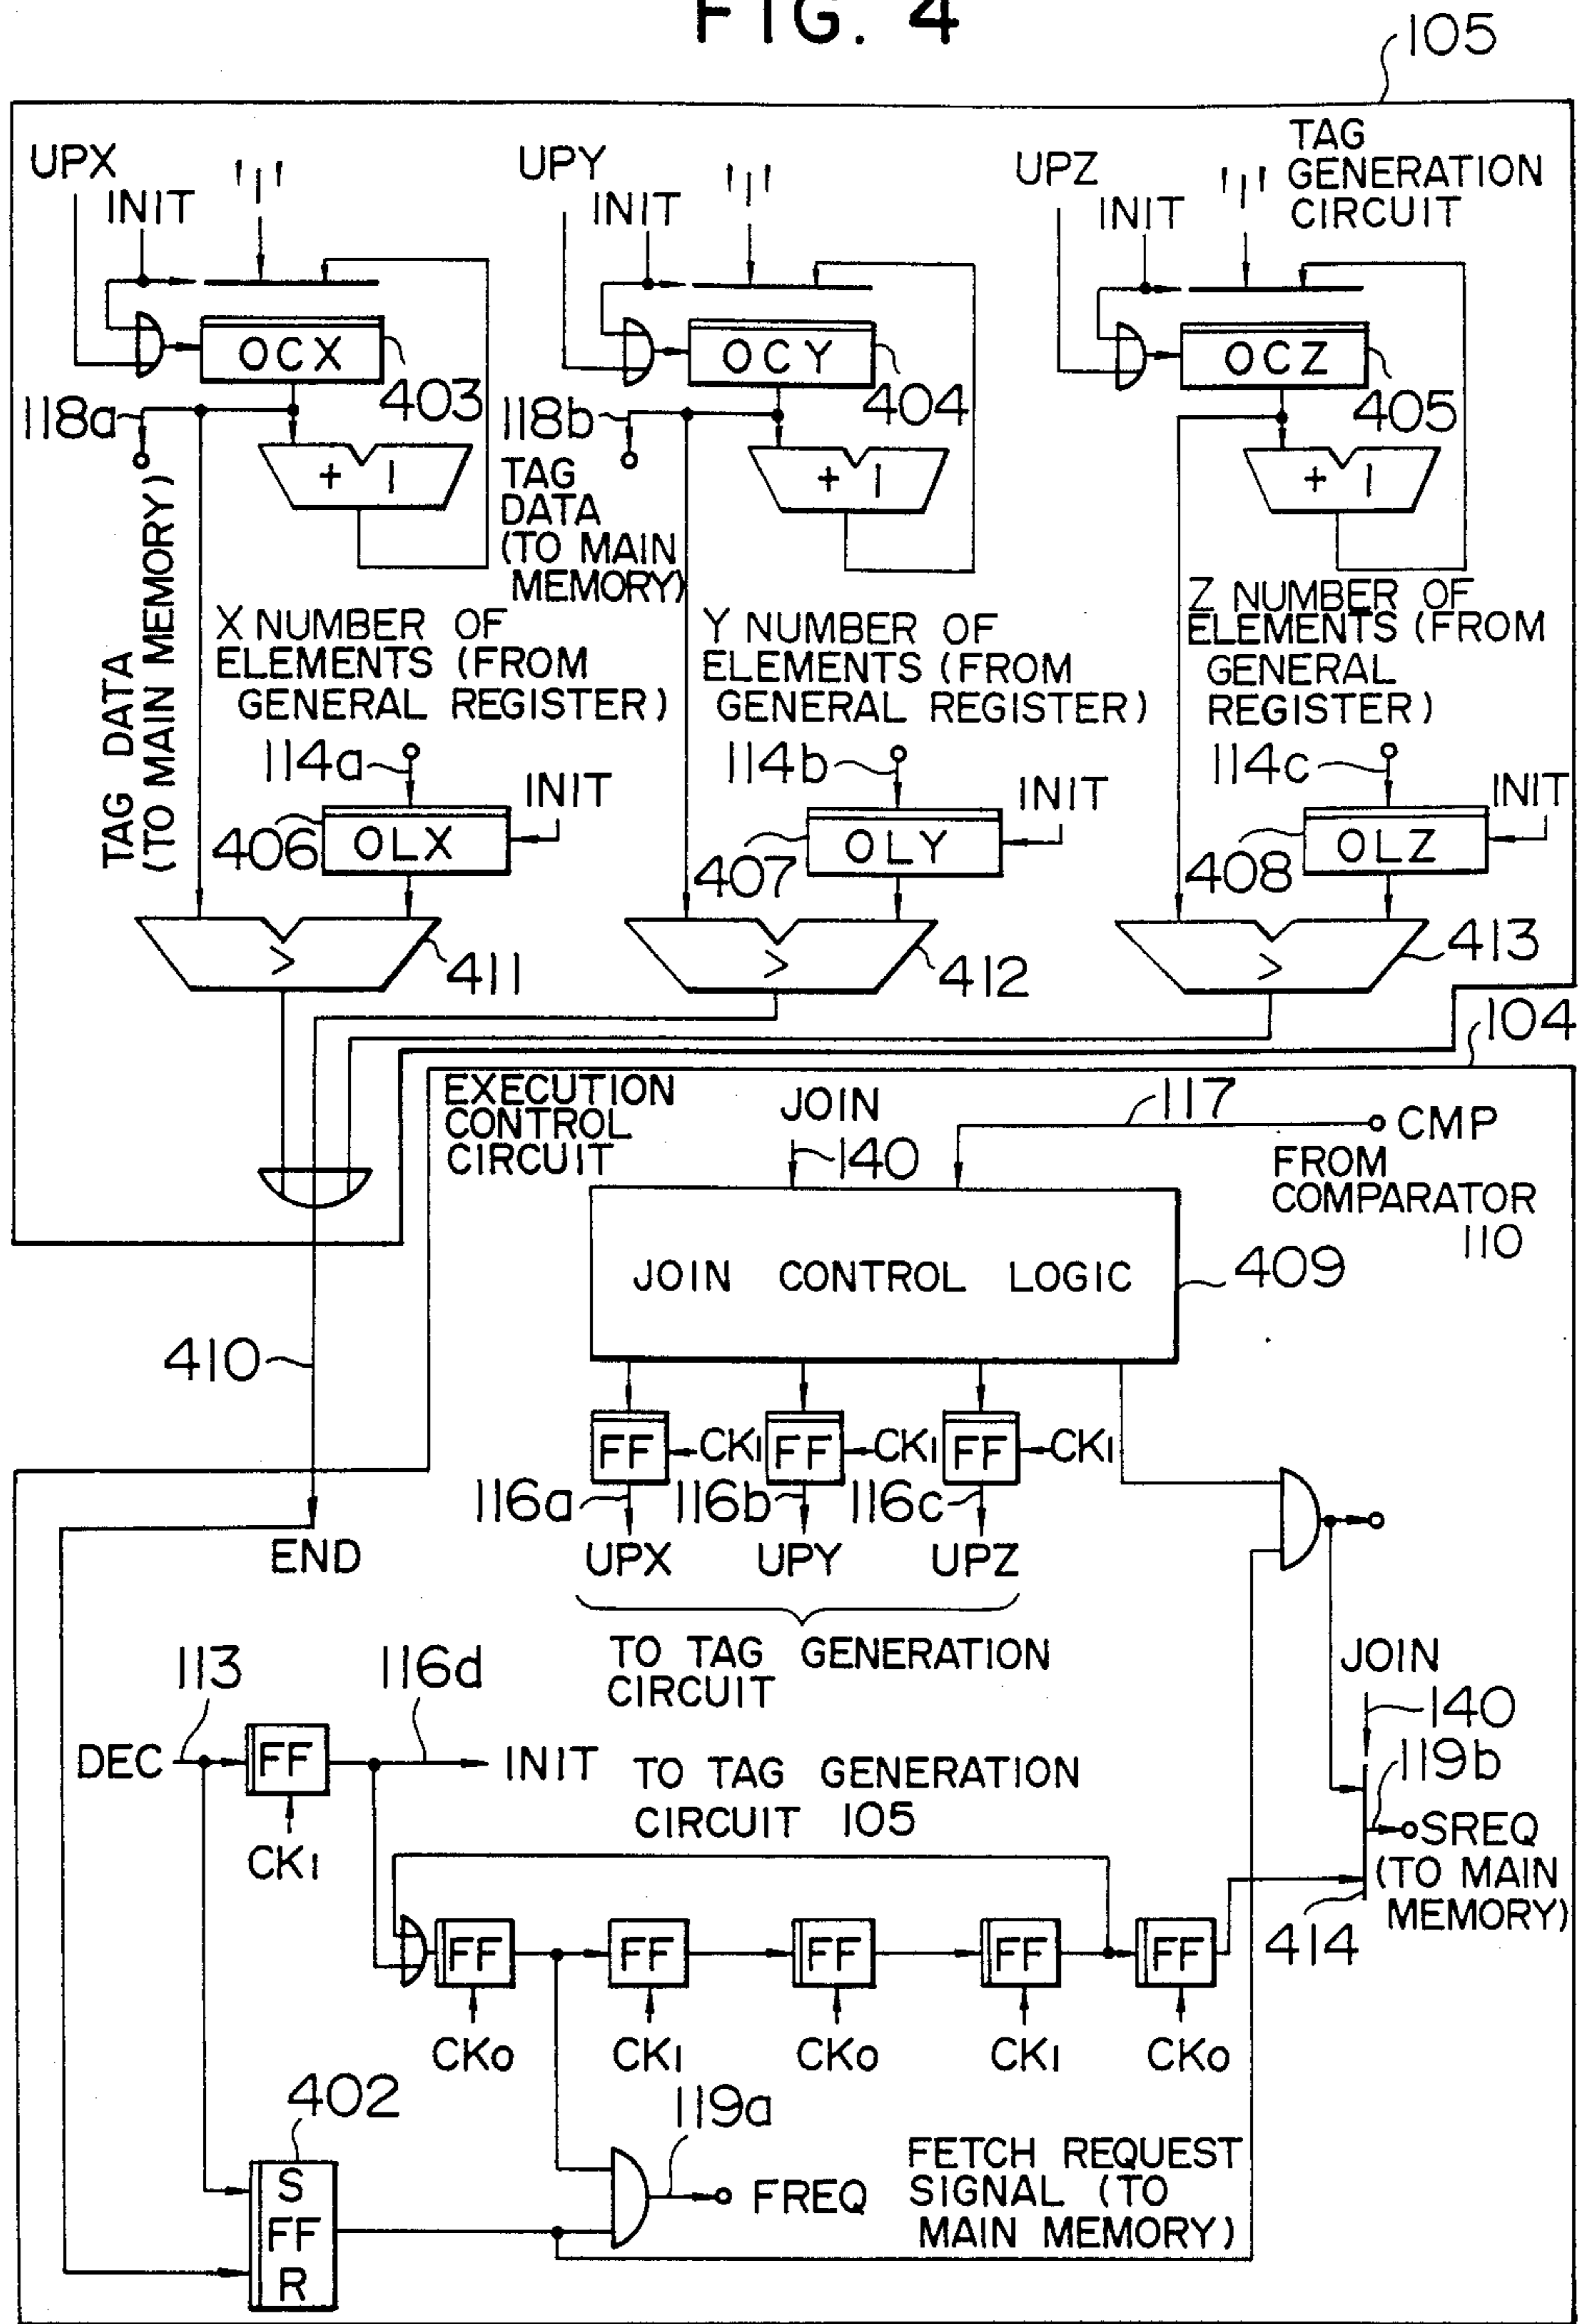 FIG. 4
105
UPX
INIT
'1'
UPY
INIT
'1'
UPZ
INIT
'1'
TAG
GENERATION
CIRCUIT
OCX
403
OCY
404
OCZ
405
118a
118b
+ 1
+ 1
+ 1
TAG DATA
(TO MAIN MEMORY)
TAG
DATA
(TO MAIN
MEMORY)
X NUMBER OF
ELEMENTS (FROM
GENERAL REGISTER)
Y NUMBER OF
ELEMENTS (FROM
GENERAL REGISTER)
Z NUMBER OF
ELEMENTS (FROM
GENERAL
REGISTER)
114a
INIT
114b
INIT
114c
INIT
406
OLX
407
OLY
408
OLZ
>
411
>
412
>
413
104
EXECUTION
CONTROL
CIRCUIT
JOIN
140
117
CMP
FROM
COMPARATOR
110
JOIN CONTROL LOGIC
409
410
FF
CK1
FF
CK1
FF
CK1
116a
116b
116c
END
UPX
UPY
UPZ
TO TAG GENERATION
CIRCUIT
113
116d
JOIN
140
DEC
FF
INIT
TO TAG GENERATION
CIRCUIT 105
CK1
119b
SREQ
(TO MAIN
MEMORY)
414
FF
FF
FF
FF
FF
CK0
CK1
CK0
CK1
CK0
402
119a
S
FF
R
FREQ
FETCH REQUEST
SIGNAL (TO
MAIN MEMORY)